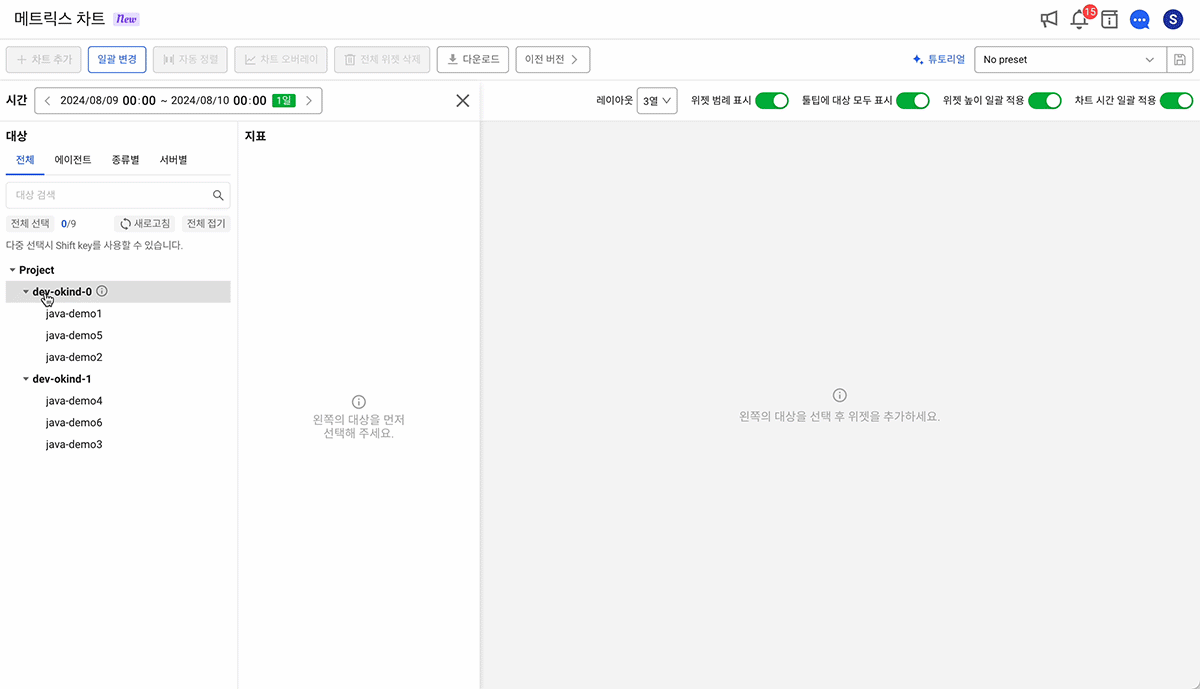 메트릭스 차트 New
15
S
차트 추가 일괄 변경 자동 정렬 차트 오버레이 전체 위젯 삭제 다운로드 이전 버전 튜토리얼 No preset
시간 2024/08/09 00:00 ~ 2024/08/10 00:00 1일 레이아웃 3열 위젯 범례 표시 툴팁에 대상 모두 표시 위젯 높이 일괄 적용 차트 시간 일괄 적용
대상
전체 에이전트 종류별 서버별
대상 검색
전체 선택 0/9 새로고침 전체 접기
다중 선택시 Shift key를 사용할 수 있습니다.
Project
dev-okind-0
java-demo1
java-demo5
java-demo2
dev-okind-1
java-demo4
java-demo6
java-demo3
지표
왼쪽의 대상을 먼저
선택해 주세요.
왼쪽의 대상을 선택 후 위젯을 추가하세요.